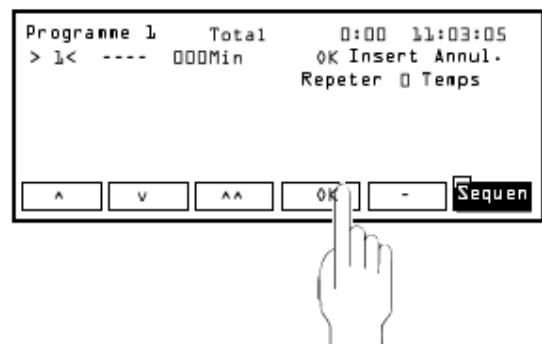 Programme 1 Total 0:00 11:03:05
> 1< ---- 000Min OK Insert Annul.
Repeter 0 Temps
^ v ^^ OK - Sequen